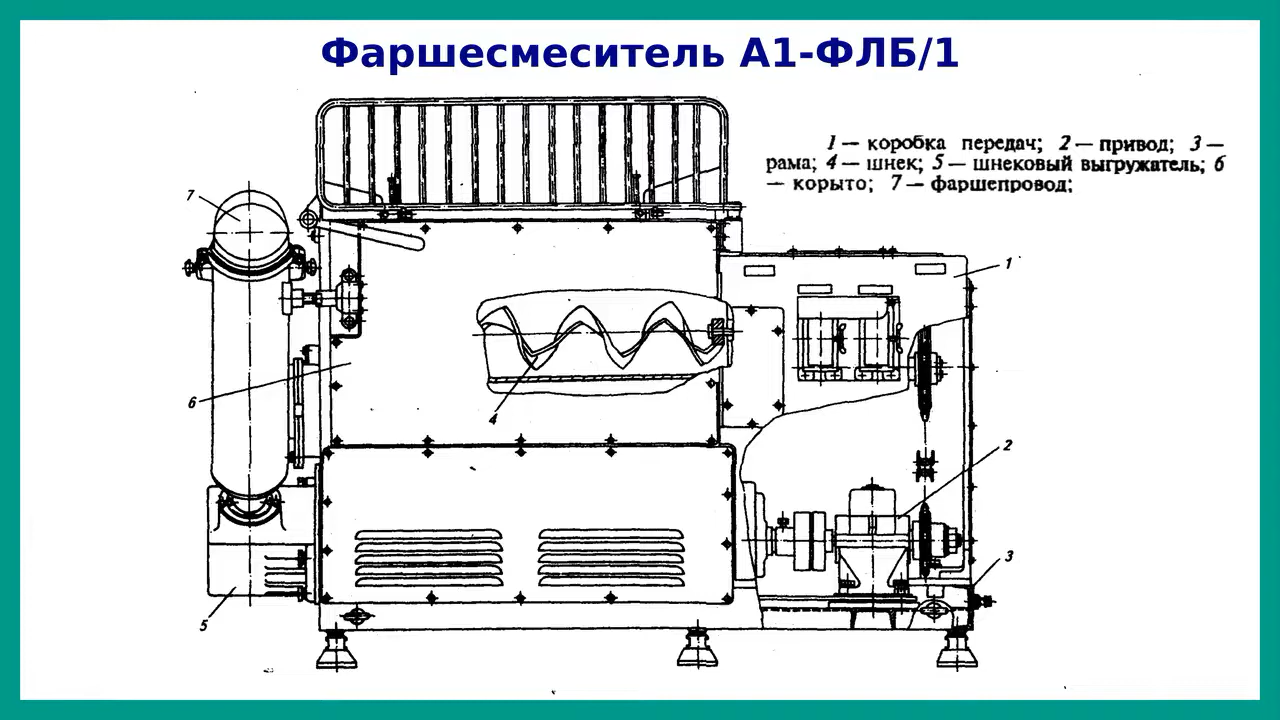 Фаршесмеситель А1-ФЛБ/1
1 — коробка передач; 2 — привод; 3 —
рама; 4 — шнек; 5 — шнековый выгружатель; 6
— корыто; 7 — фаршепровод;
7
1
6
4
2
3
5